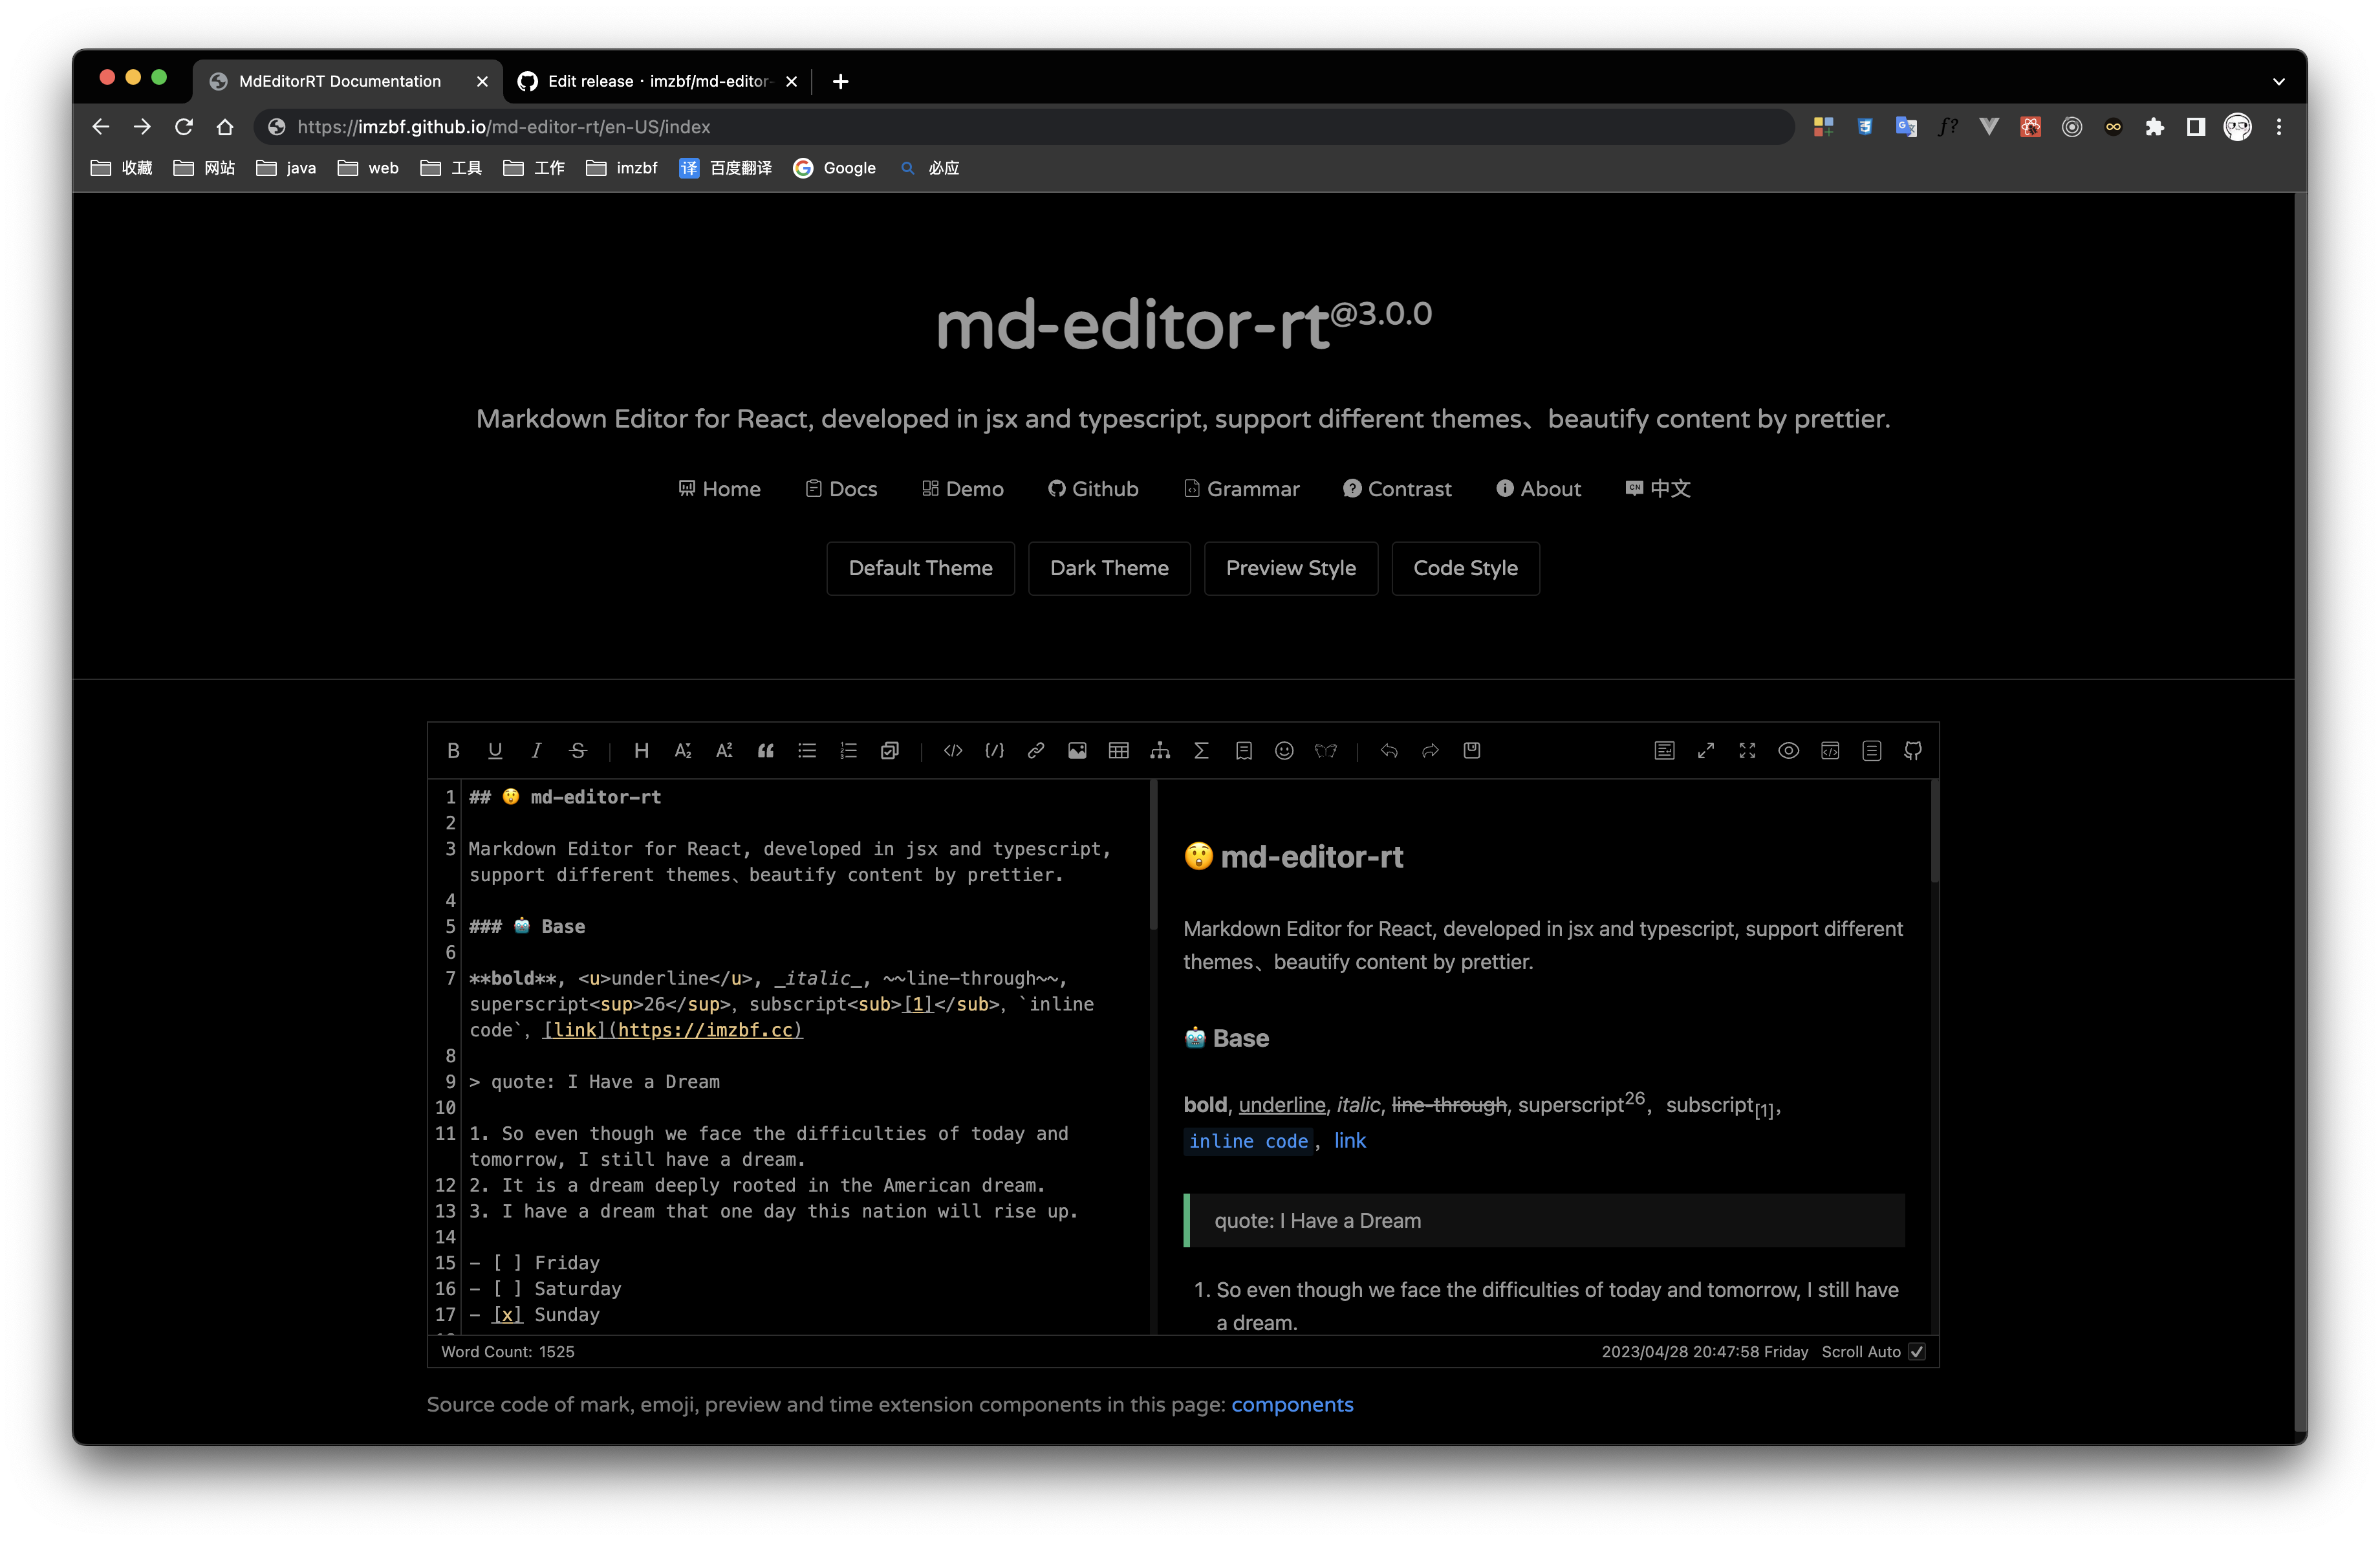 MdEditorRT Documentation
Edit release · imzbf/md-editor-
https://imzbf.github.io/md-editor-rt/en-US/index
收藏 网站 java web 工具 工作 imzbf 译 百度翻译 Google 必应
md-editor-rt@3.0.0
Markdown Editor for React, developed in jsx and typescript, support different themes、beautify content by prettier.
Home Docs Demo Github Grammar Contrast About 中文
Default Theme Dark Theme Preview Style Code Style
1 ## 😲 md-editor-rt
2
3 Markdown Editor for React, developed in jsx and typescript,
support different themes、beautify content by prettier.
4
5 ### 🤖 Base
6
7 **bold**, <u>underline</u>, _italic_, ~~line-through~~,
superscript<sup>26</sup>, subscript<sub>[1]</sub>, `inline
code`, [link](https://imzbf.cc)
8
9 > quote: I Have a Dream
10
11 1. So even though we face the difficulties of today and
tomorrow, I still have a dream.
12 2. It is a dream deeply rooted in the American dream.
13 3. I have a dream that one day this nation will rise up.
14
15 - [ ] Friday
16 - [ ] Saturday
17 - [x] Sunday
😲 md-editor-rt
Markdown Editor for React, developed in jsx and typescript, support different
themes、beautify content by prettier.
🤖 Base
bold, underline, italic, line-through, superscript26, subscript[1],
inline code, link
quote: I Have a Dream
1. So even though we face the difficulties of today and tomorrow, I still have
a dream.
Word Count: 1525
2023/04/28 20:47:58 Friday Scroll Auto
Source code of mark, emoji, preview and time extension components in this page: components